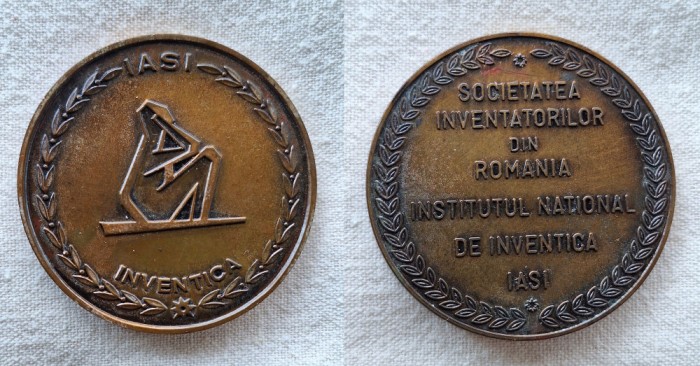 IASI
INVENTICA
SOCIETATEA
INVENTATORILOR
DIN
ROMANIA
INSTITUTUL NATIONAL
DE INVENTICA
IASI